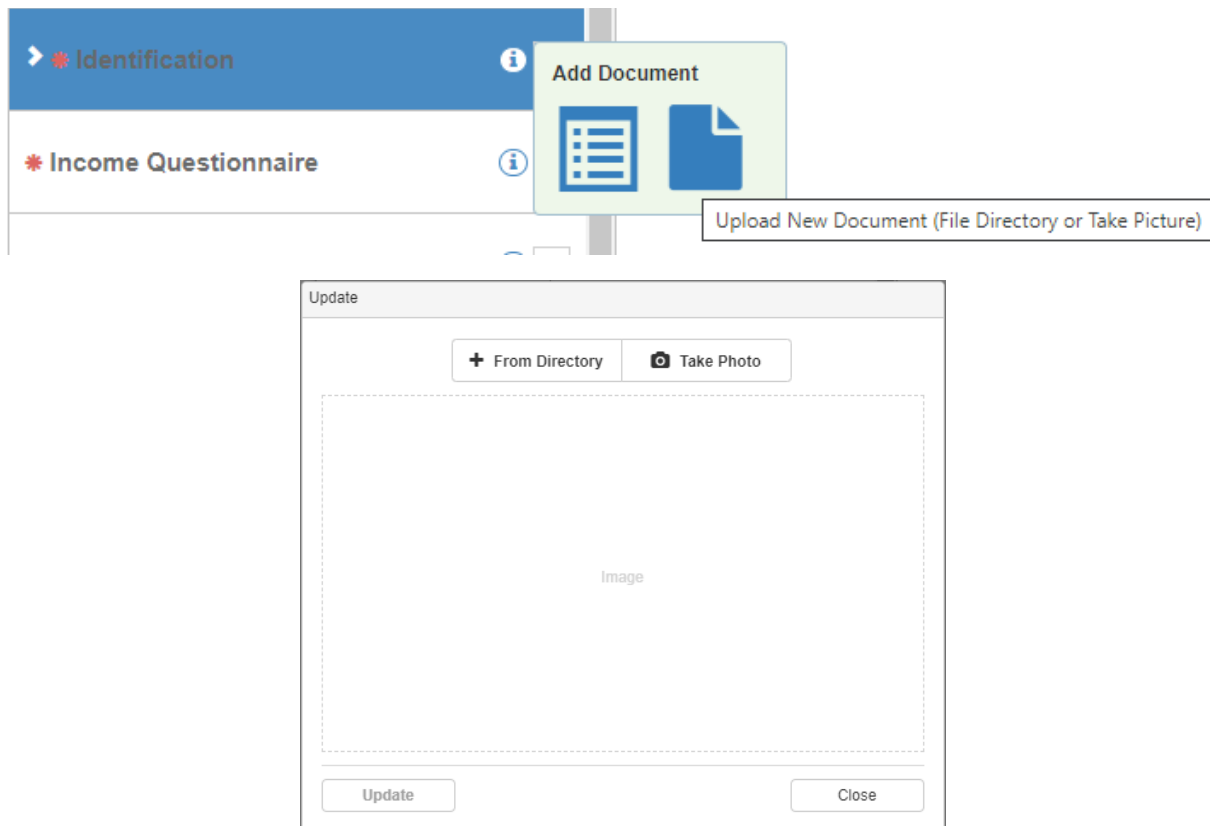 Identification
Add Document
Income Questionnaire
Upload New Document (File Directory or Take Picture)
Update
From Directory
Take Photo
Image
Update
Close